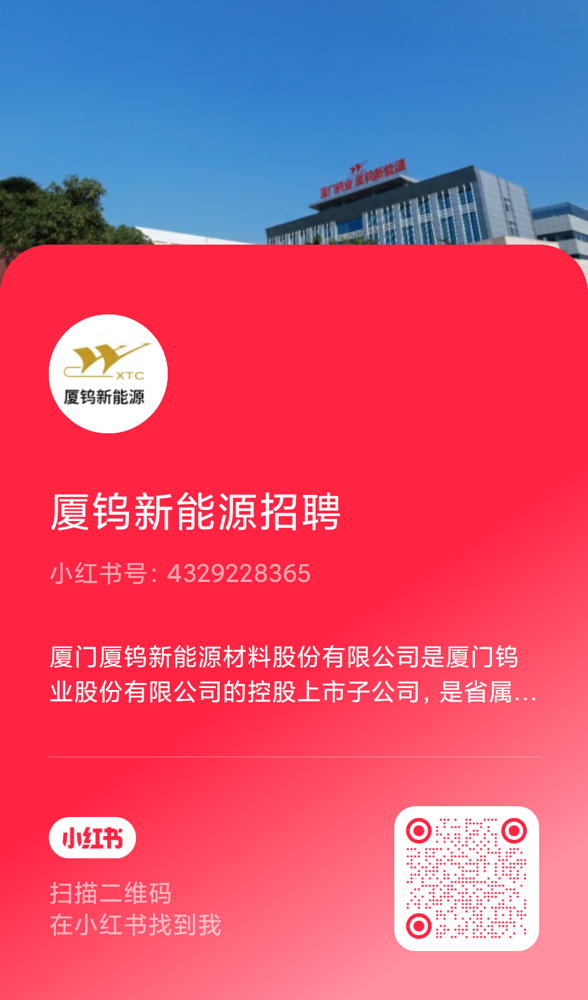 厦门钨业 厦钨新能源
XTC
厦钨新能源
厦钨新能源招聘
小红书号：4329228365
厦门厦钨新能源材料股份有限公司是厦门钨
业股份有限公司的控股上市子公司，是省属...
小红书
扫描二维码
在小红书找到我